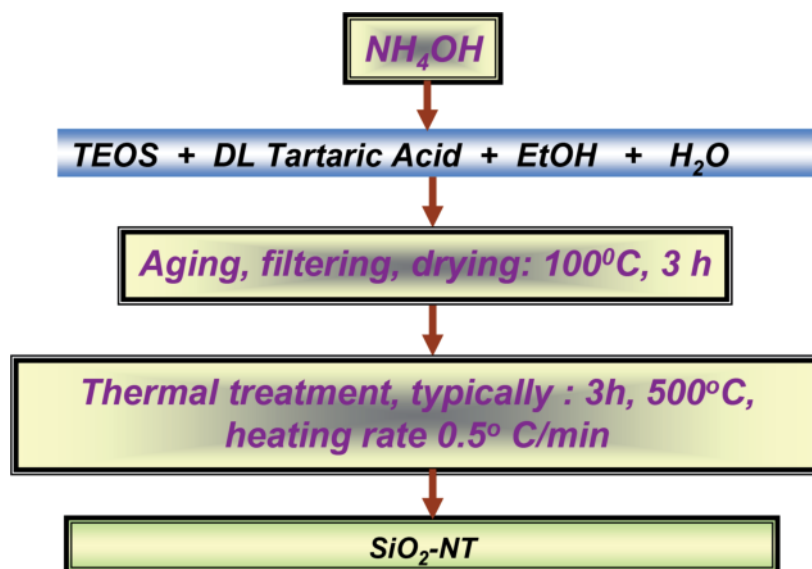 NH₄OH
TEOS + DL Tartaric Acid + EtOH + H₂O
Aging, filtering, drying: 100⁰C, 3 h
Thermal treatment, typically : 3h, 500ºC,
heating rate 0.5º C/min
SiO₂-NT